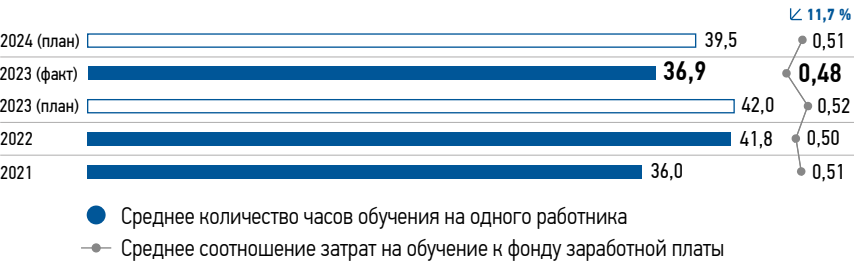 11,7 %
2024 (план) 39,5 0,51
2023 (факт) 36,9 0,48
2023 (план) 42,0 0,52
2022 41,8 0,50
2021 36,0 0,51
Среднее количество часов обучения на одного работника
Среднее соотношение затрат на обучение к фонду заработной платы